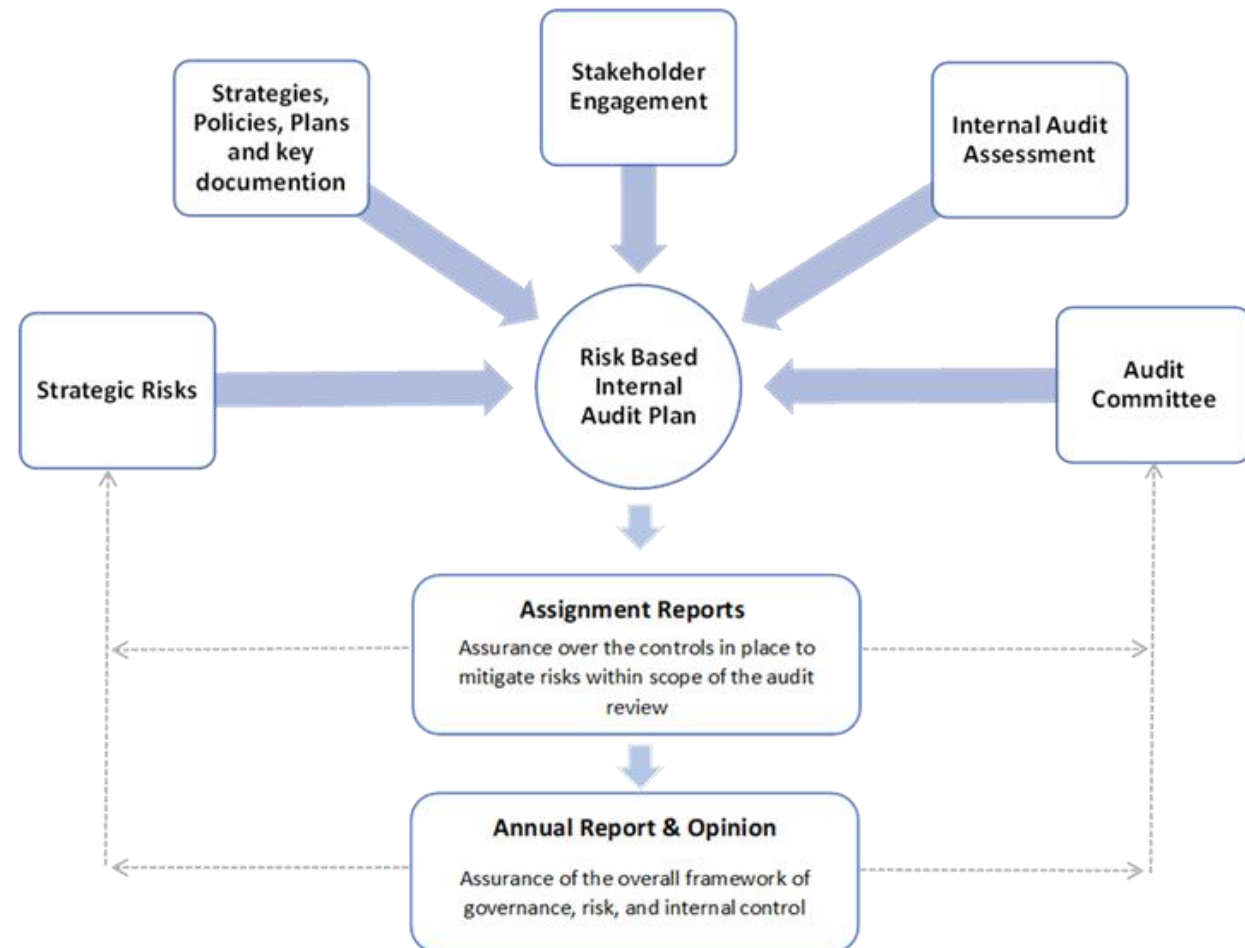 Stakeholder
Engagement
Strategies,
Policies, Plans
and key
documention
Internal Audit
Assessment
Strategic Risks
Risk Based
Internal
Audit Plan
Audit
Committee
Assignment Reports
Assurance over the controls in place to
mitigate risks within scope of the audit
review
Annual Report & Opinion
Assurance of the overall framework of
governance, risk, and internal control